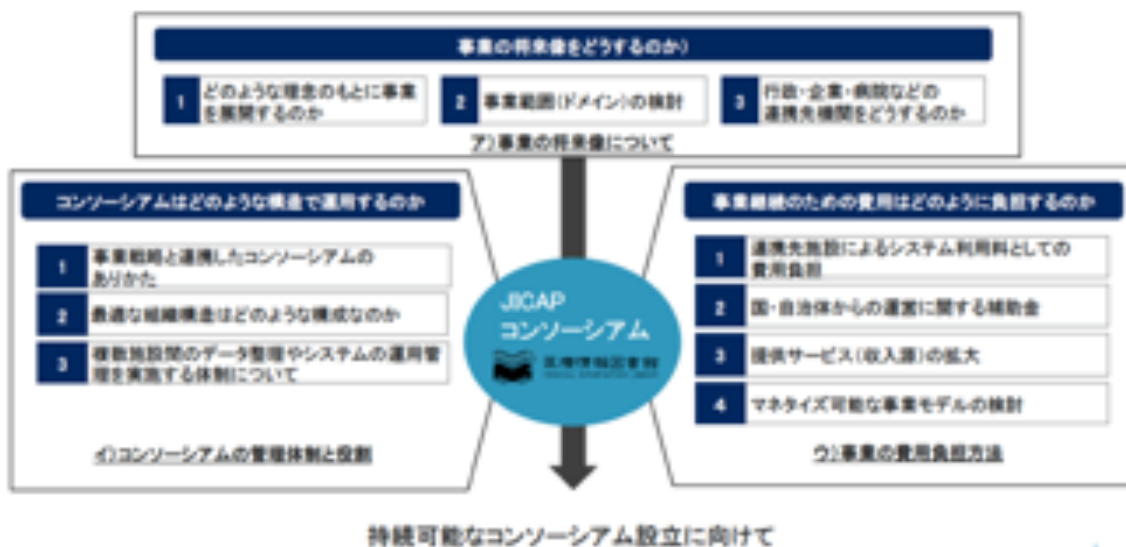 事業の将来像をどうするのか）
1
どのような理念のもとに事業
を展開するのか
2
事業範囲（ドメイン）の検討
3
行政・企業・病院などの
連携先機関をどうするのか
ア）事業の将来像について
コンソーシアムはどのような構造で運用するのか
1
事業戦略と連携したコンソーシアムの
ありかた
2
最適な組織構造はどのような構成なのか
3
複数施設間のデータ整理やシステムの運用管
理を実施する体制について
イ）コンソーシアムの管理体制と役割
JICAP
コンソーシアム
医療情報図書館
事業継続のための費用はどのように負担するのか
1
連携先施設によるシステム利用料としての
費用負担
2
国・自治体からの運営に関する補助金
3
提供サービス（収入源）の拡大
4
マネタイズ可能な事業モデルの検討
ウ）事業の費用負担方法
持続可能なコンソーシアム設立に向けて